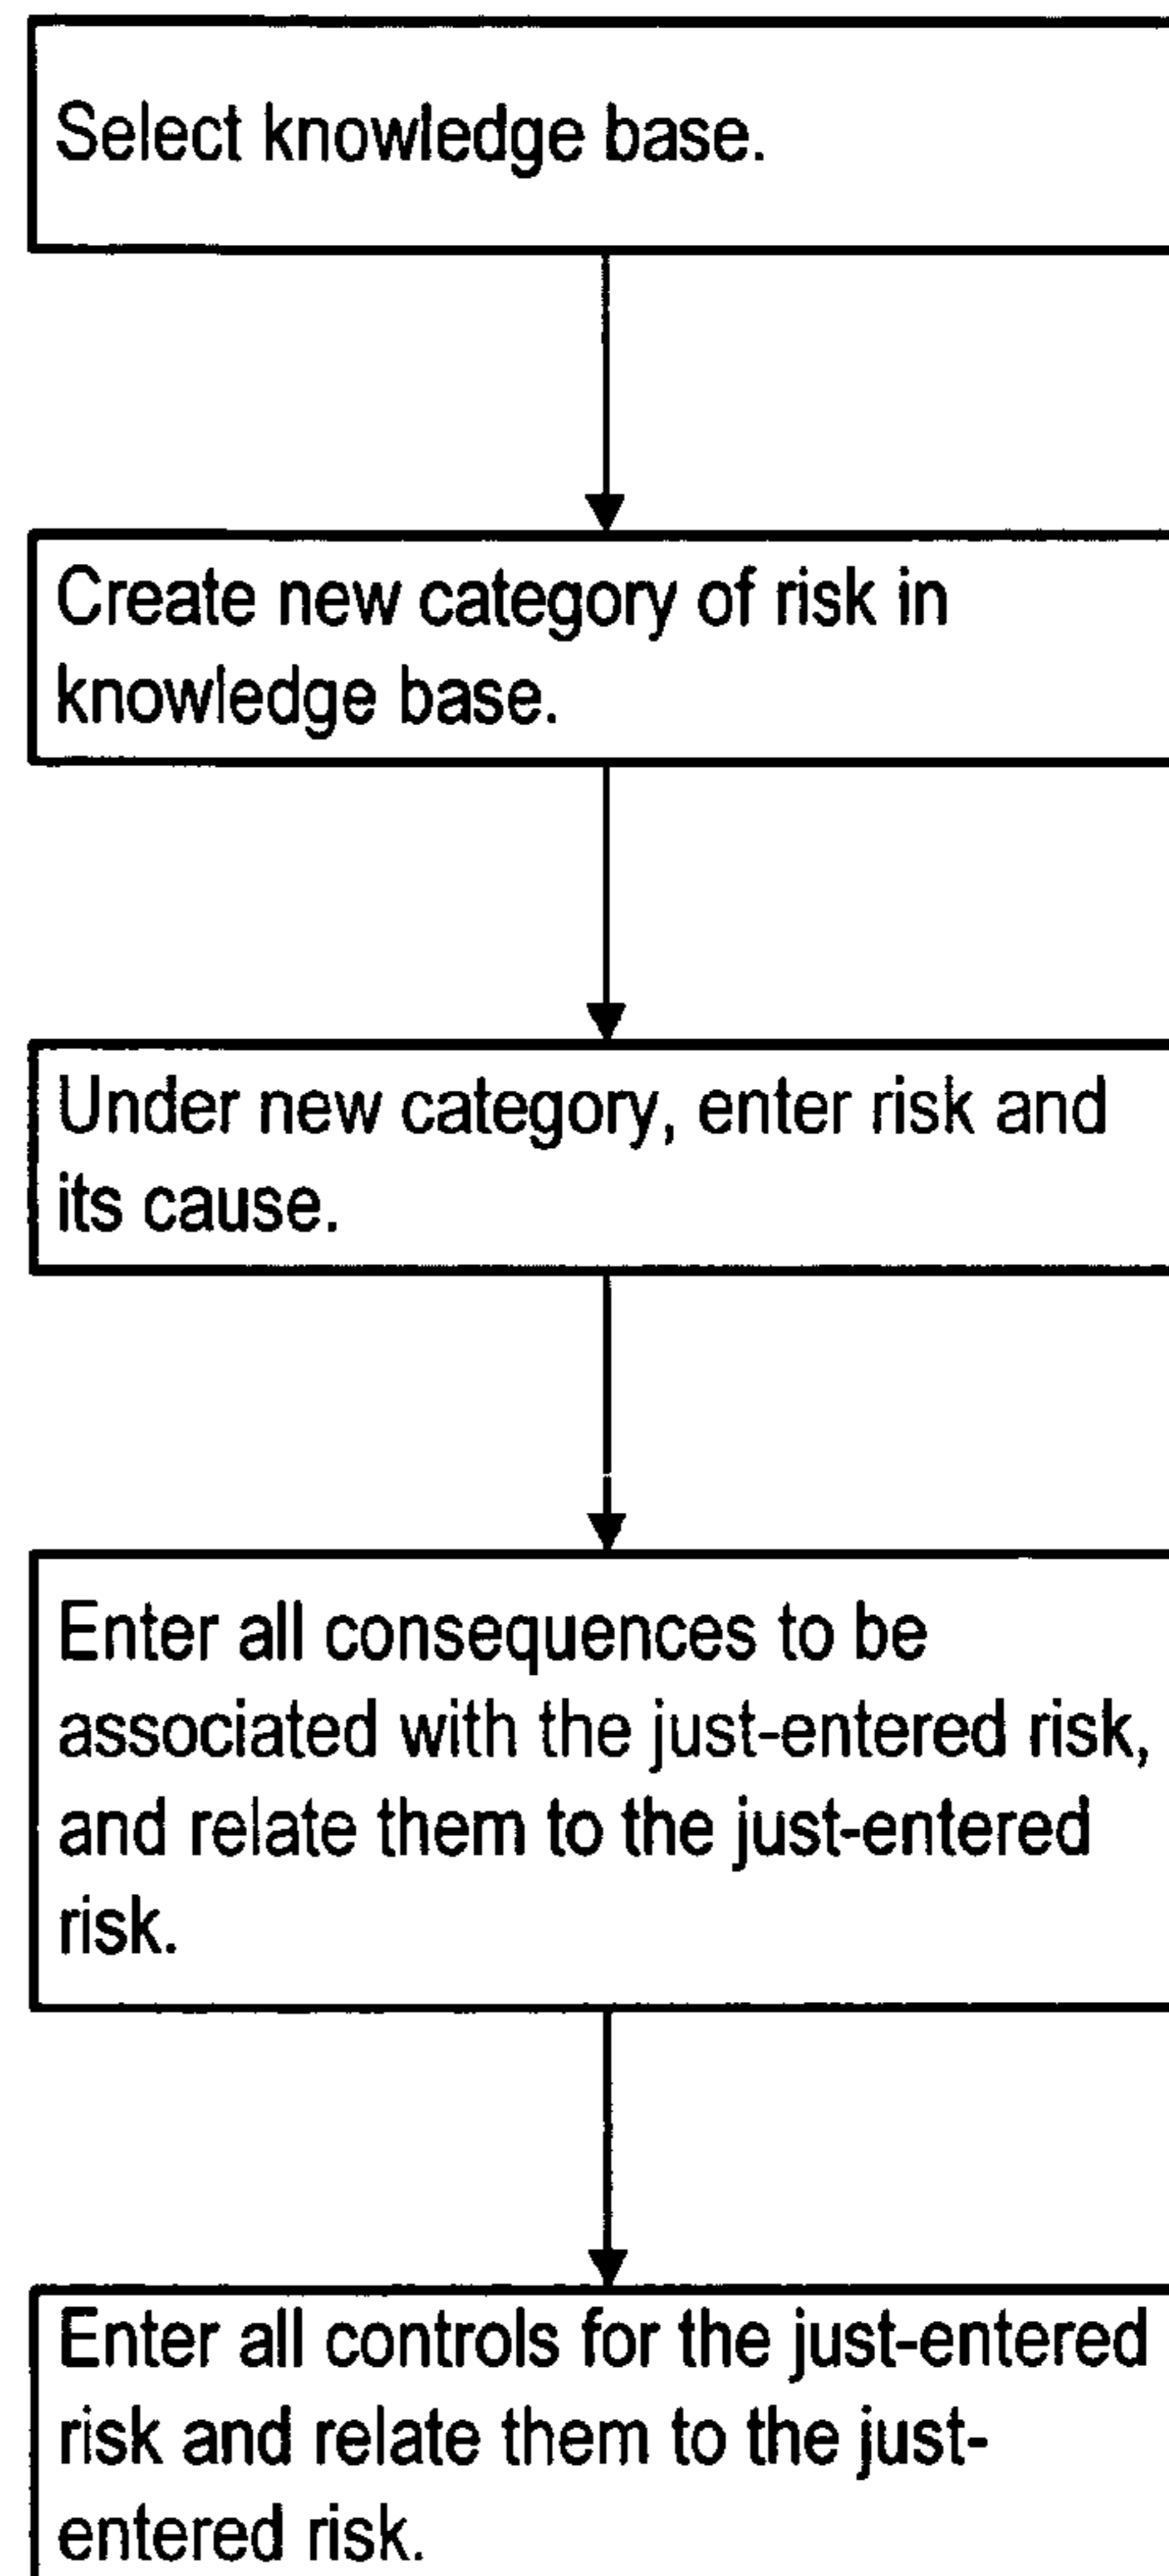 Select knowledge base.
Create new category of risk in
knowledge base.
Under new category, enter risk and
its cause.
Enter all consequences to be
associated with the just-entered risk,
and relate them to the just-entered
risk.
Enter all controls for the just-entered
risk and relate them to the just-
entered risk.